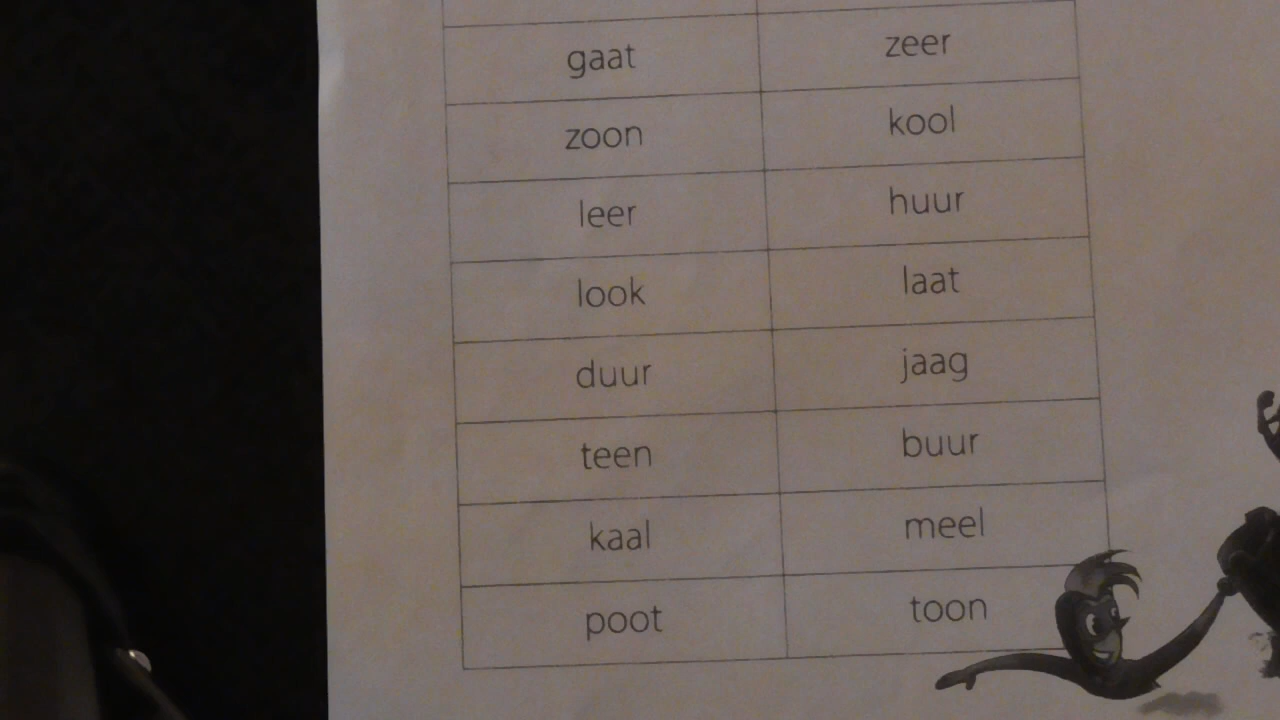 gaat zeer
zoon kool
leer huur
look laat
duur jaag
teen buur
kaal meel
poot toon